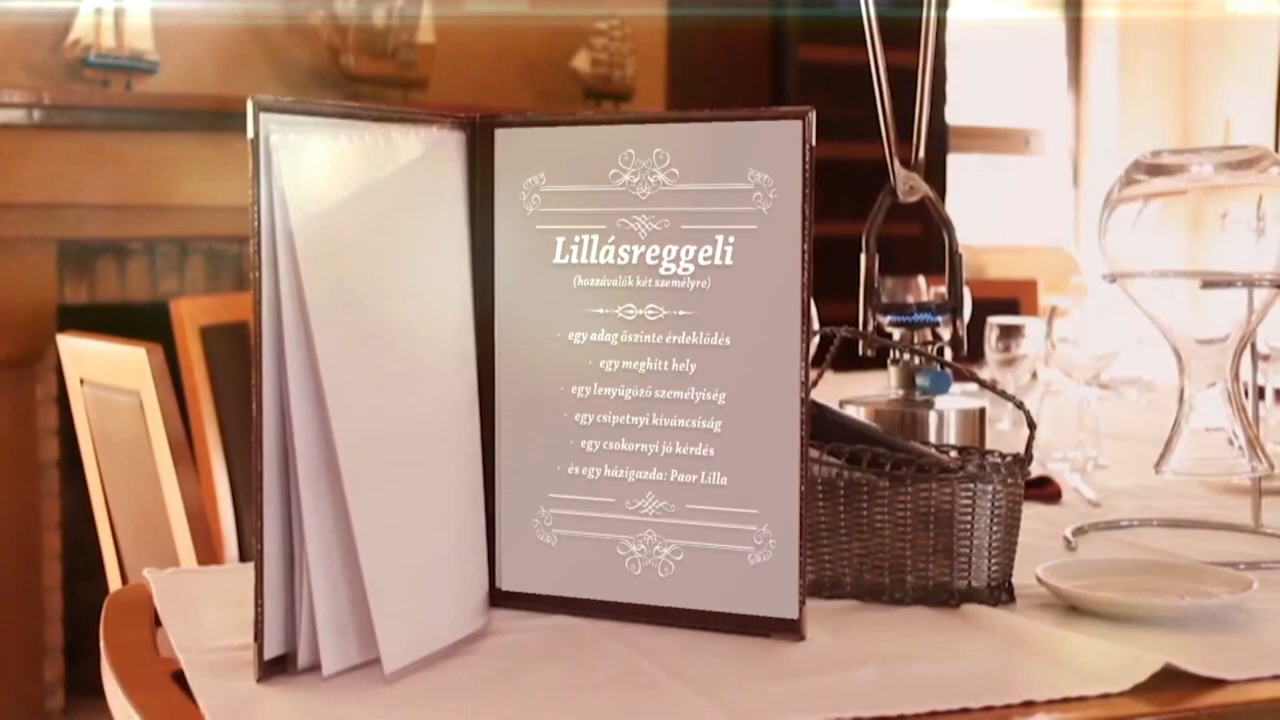 Lillásreggeli
(hozzávalók két személyre)
· egy adag őszinte érdeklődés
· egy meghitt hely
· egy lenyűgöző személyiség
· egy csipetnyi kíváncsiság
· egy csokornyi jó kérdés
· és egy házigazda: Paor Lilla